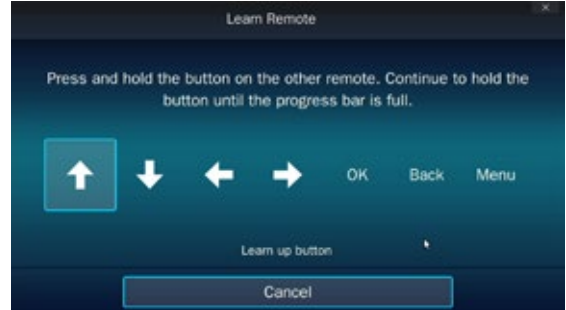 Learn Remote
Press and hold the button on the other remote. Continue to hold the
button until the progress bar is full.
OK Back Menu
Learn up button
Cancel